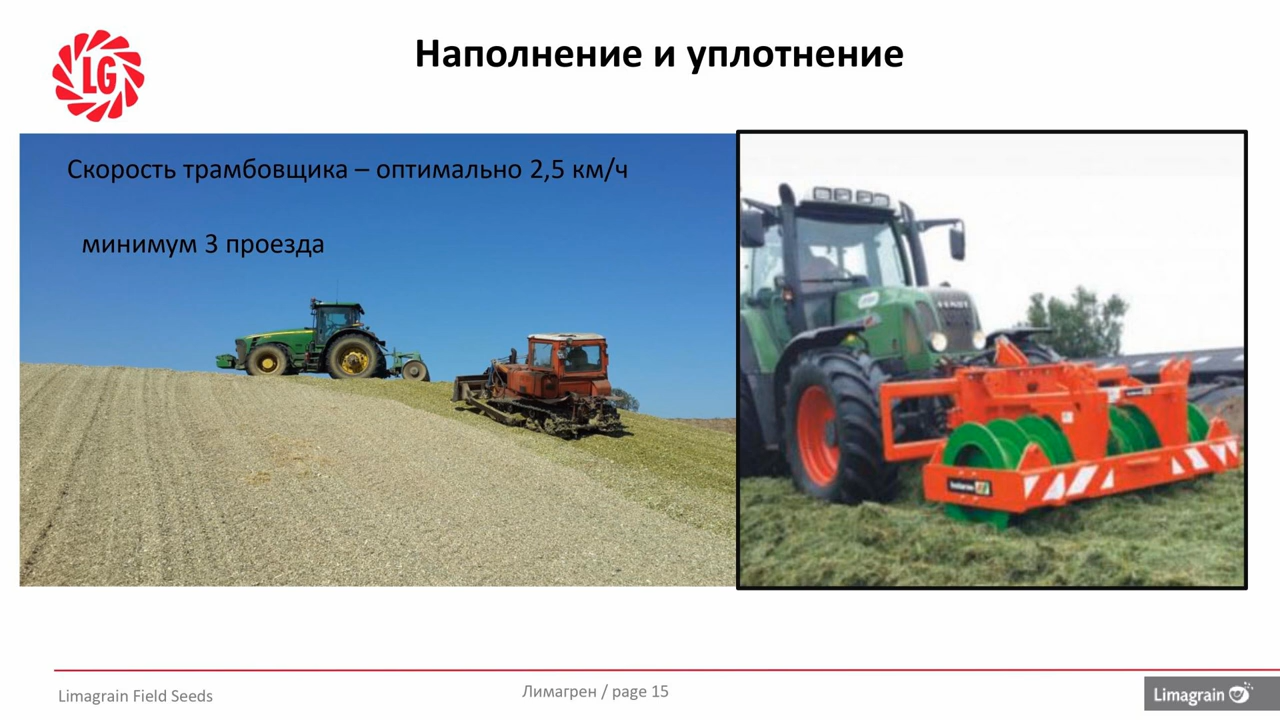 LG
Наполнение и уплотнение
Скорость трамбовщика – оптимально 2,5 км/ч
минимум 3 проезда
FENDT
Limagrain Field Seeds
Лимагрен / page 15
Limagrain